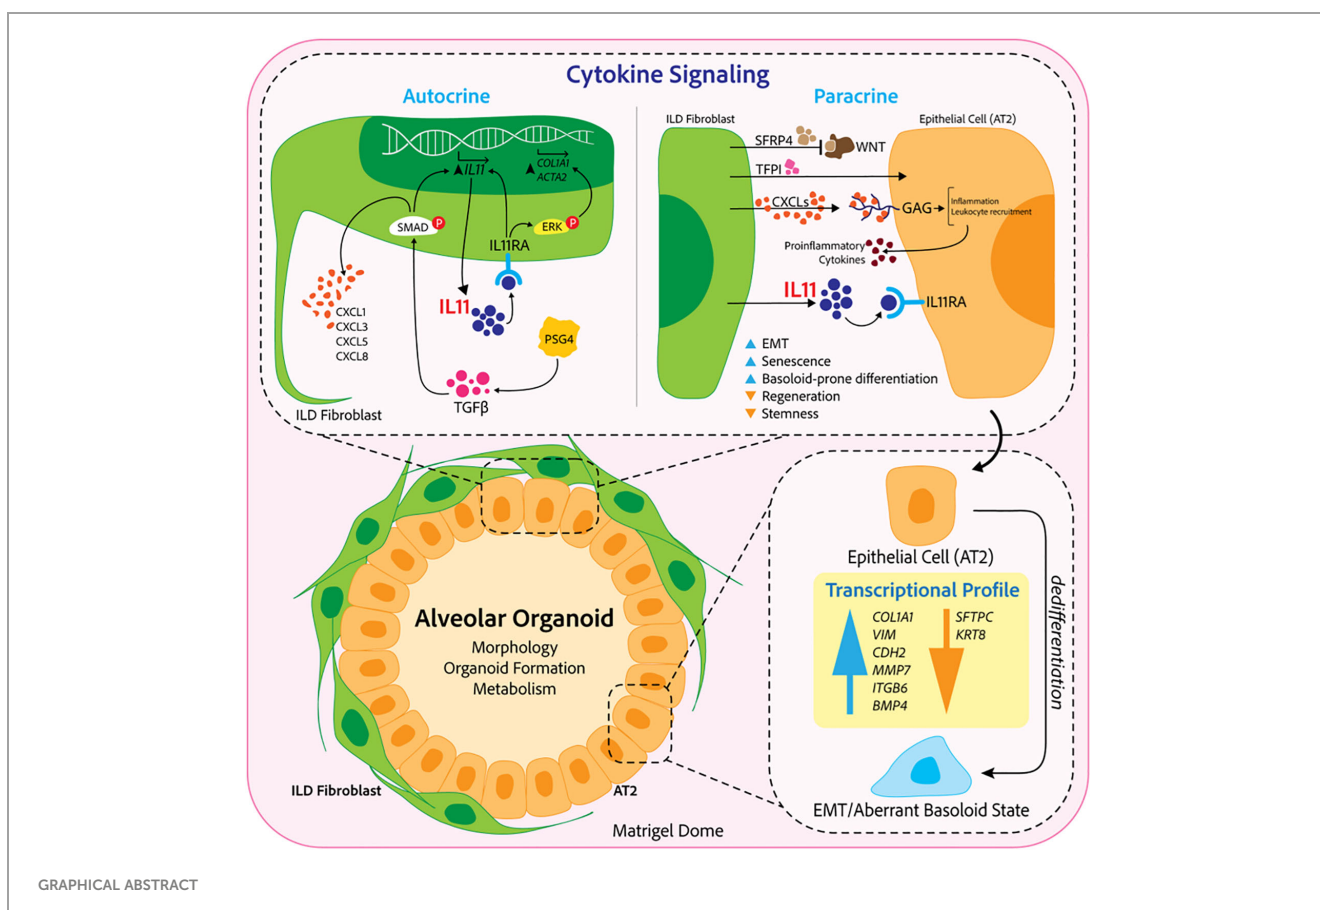 Cytokine Signaling
Autocrine
IL11
COL1A1
ACTA2
SMAD
P
ERK
P
IL11RA
IL11
CXCL1
CXCL3
CXCL5
CXCL8
PSG4
TGFβ
ILD Fibroblast
Paracrine
ILD Fibroblast
Epithelial Cell (AT2)
SFRP4
WNT
TFPI
CXCLs
GAG
Inflammation
Leukocyte recruitment
Proinflammatory
Cytokines
IL11
IL11RA
EMT
Senescence
Basoloid-prone differentiation
Regeneration
Stemness
Alveolar Organoid
Morphology
Organoid Formation
Metabolism
ILD Fibroblast
AT2
Matrigel Dome
Epithelial Cell (AT2)
Transcriptional Profile
COL1A1
VIM
CDH2
MMP7
ITGB6
BMP4
SFTPC
KRT8
dedifferentiation
EMT/Aberrant Basoloid State
GRAPHICAL ABSTRACT